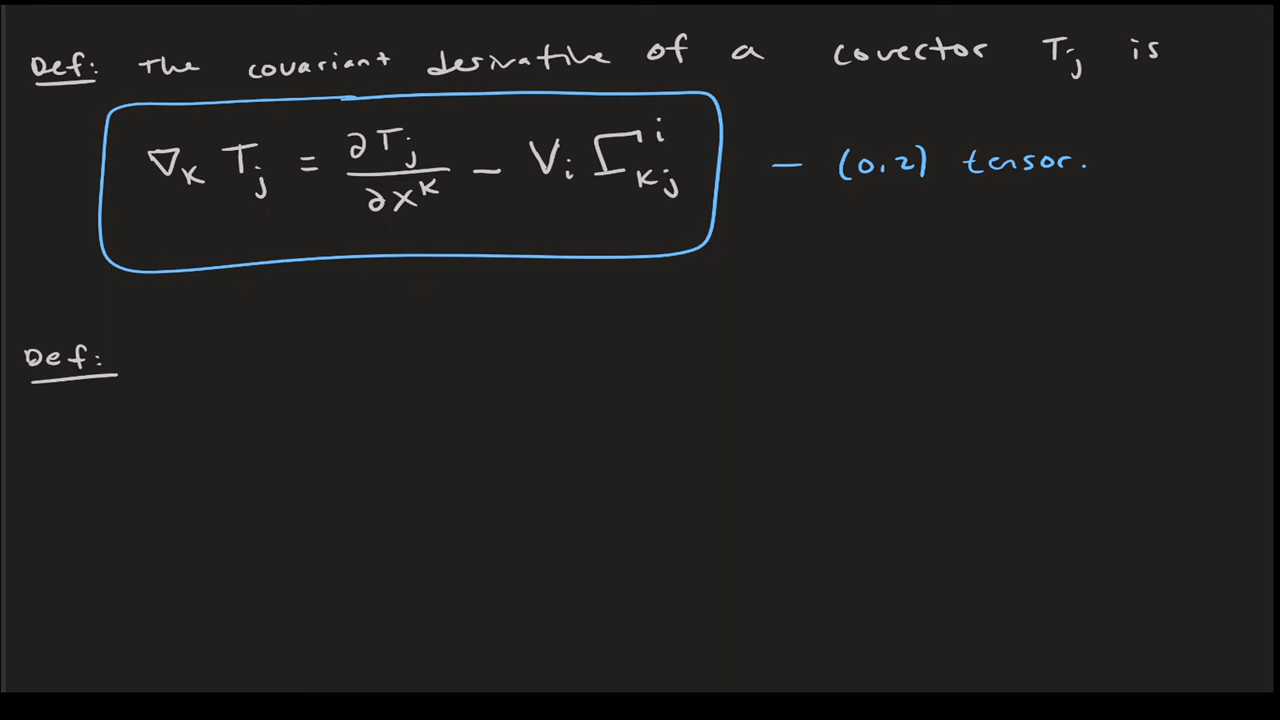 Def: The covariant derivative of a covector T_j is
∇_k T_j = ∂T_j / ∂x^k - V_i Γ^i_kj - (0,2) tensor.
Def: